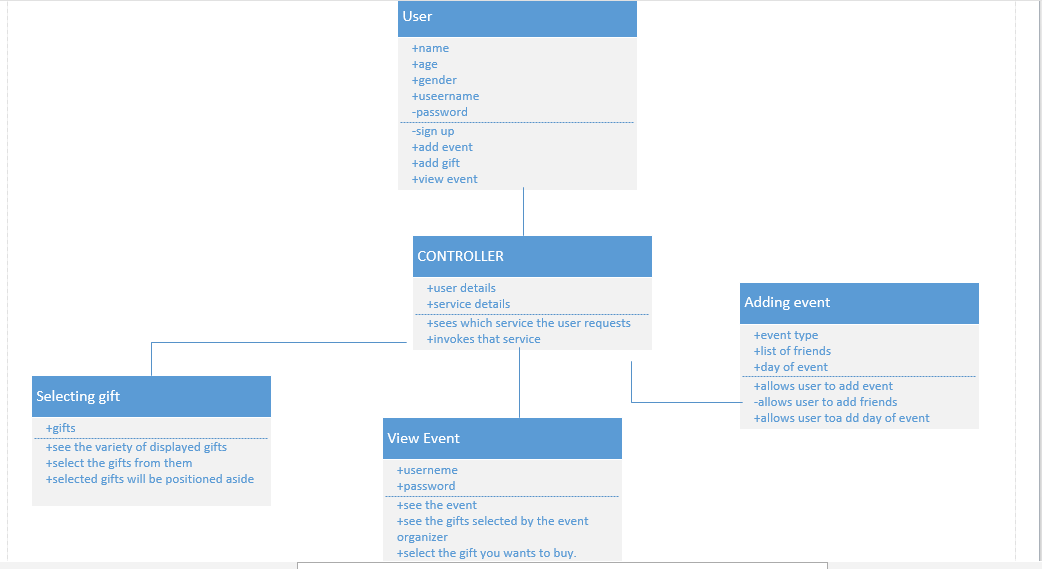 User
+name
+age
+gender
+useername
-password
-sign up
+add event
+add gift
+view event
CONTROLLER
+user details
+service details
+sees which service the user requests
+invokes that service
Adding event
+event type
+list of friends
+day of event
+allows user to add event
-allows user to add friends
+allows user toa dd day of event
Selecting gift
+gifts
+see the variety of displayed gifts
+select the gifts from them
+selected gifts will be positioned aside
View Event
+userneme
+password
+see the event
+see the gifts selected by the event
organizer
+select the gift you wants to buy.